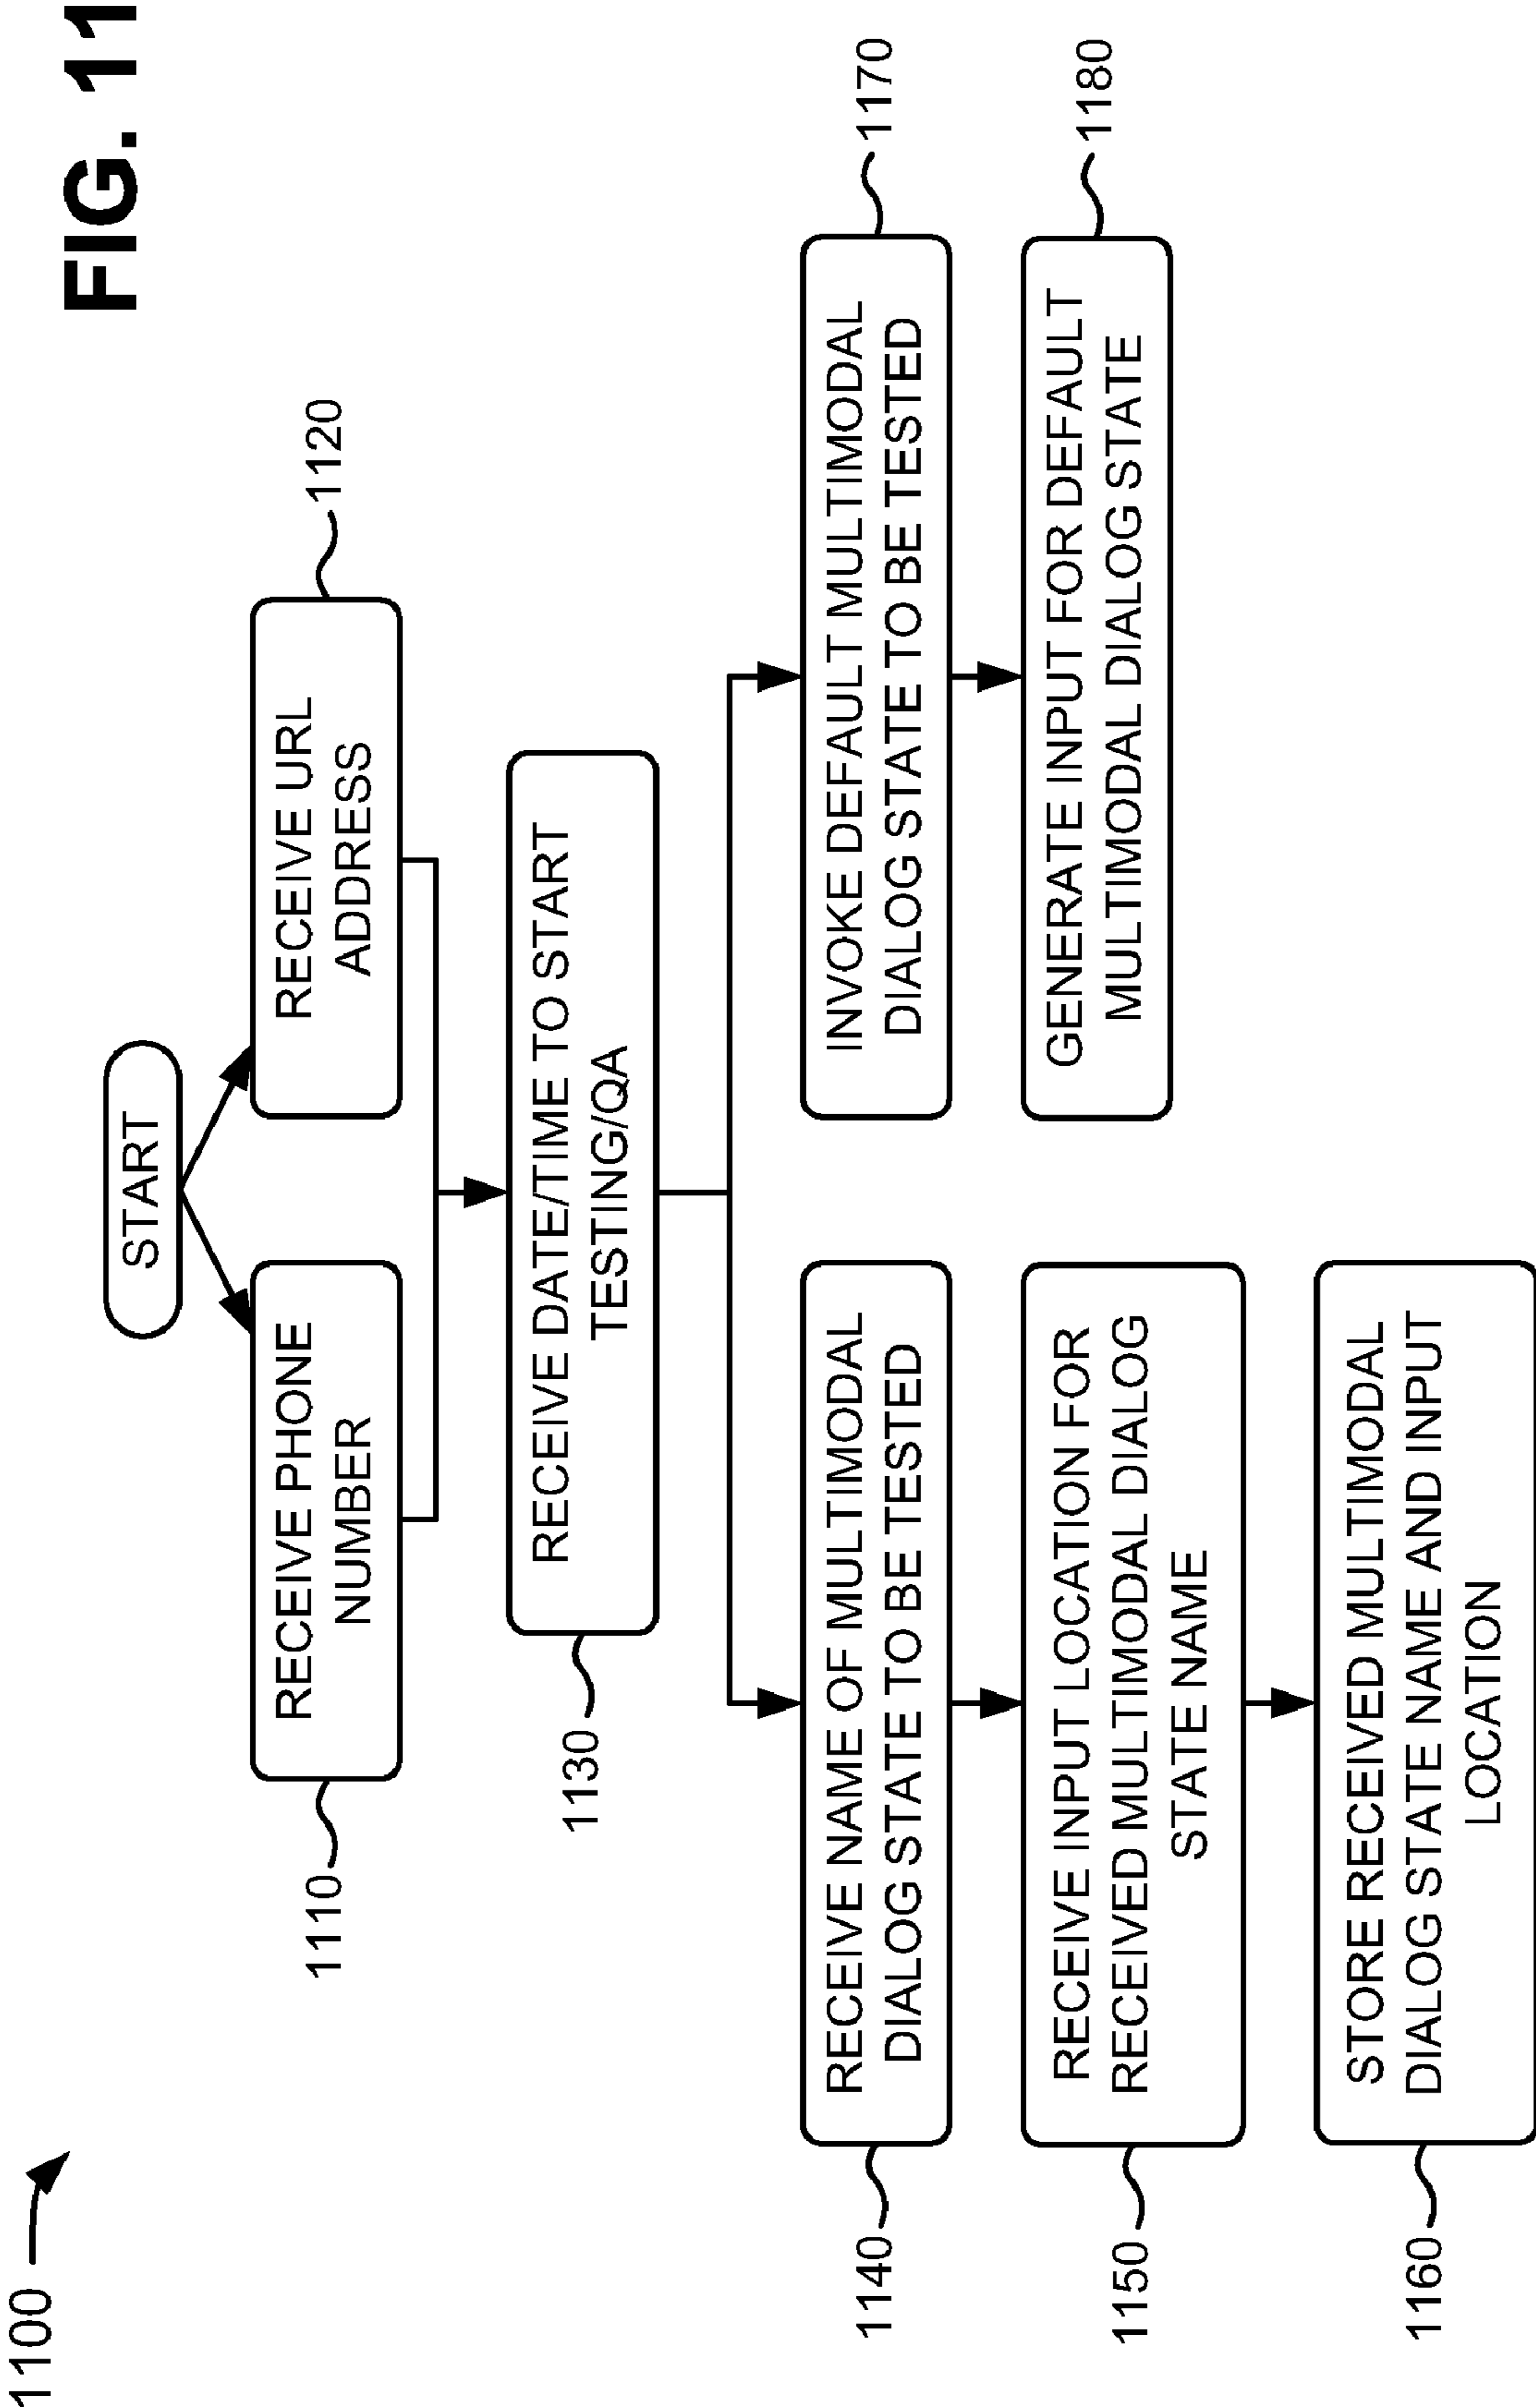 1100
FIG. 11
START
1110
RECEIVE PHONE
NUMBER
RECEIVE URL
ADDRESS
1120
1130
RECEIVE DATE/TIME TO START
TESTING/QA
1140
RECEIVE NAME OF MULTIMODAL
DIALOG STATE TO BE TESTED
INVOKE DEFAULT MULTIMODAL
DIALOG STATE TO BE TESTED
1170
1150
RECEIVE INPUT LOCATION FOR
RECEIVED MULTIMODAL DIALOG
STATE NAME
GENERATE INPUT FOR DEFAULT
MULTIMODAL DIALOG STATE
1180
1160
STORE RECEIVED MULTIMODAL
DIALOG STATE NAME AND INPUT
LOCATION